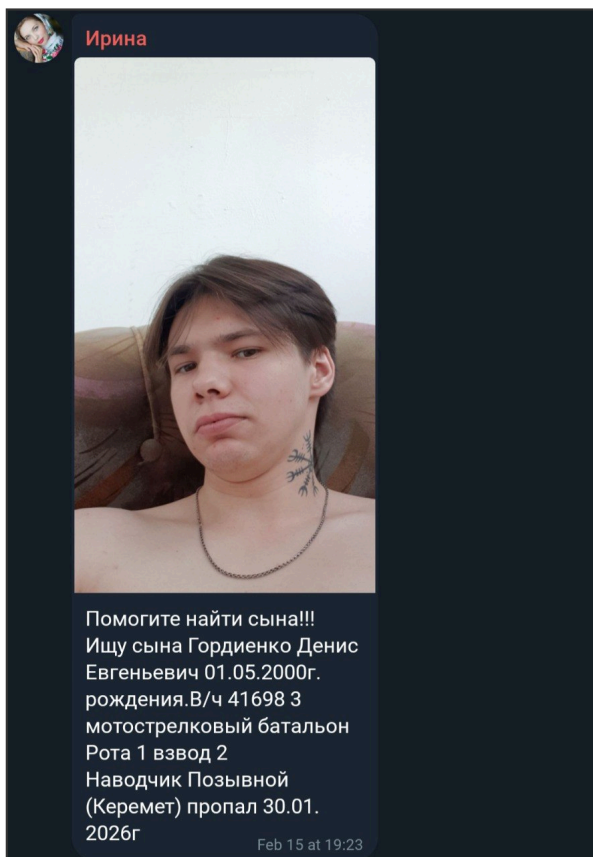 Ирина
Помогите найти сына!!!
Ищу сына Гордиенко Денис
Евгеньевич 01.05.2000г.
рождения.В/ч 41698 3
мотострелковый батальон
Рота 1 взвод 2
Наводчик Позывной
(Керемет) пропал 30.01.
2026г
Feb 15 at 19:23